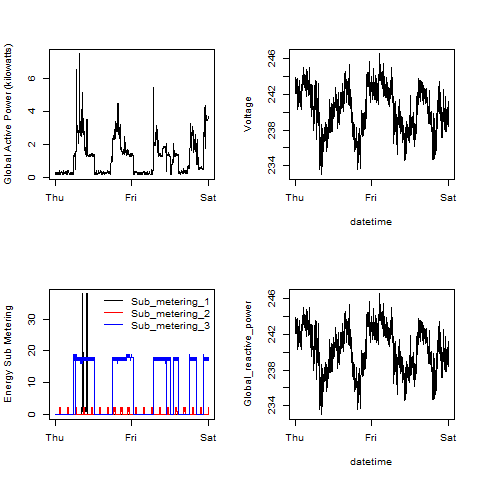 Global Active Power (kilowatts)
0 2 4 6
Thu Fri Sat
Voltage
234 238 242 246
Thu Fri Sat
datetime
Energy Sub Metering
0 10 20 30
Sub_metering_1
Sub_metering_2
Sub_metering_3
Thu Fri Sat
Global_reactive_power
234 238 242 246
Thu Fri Sat
datetime